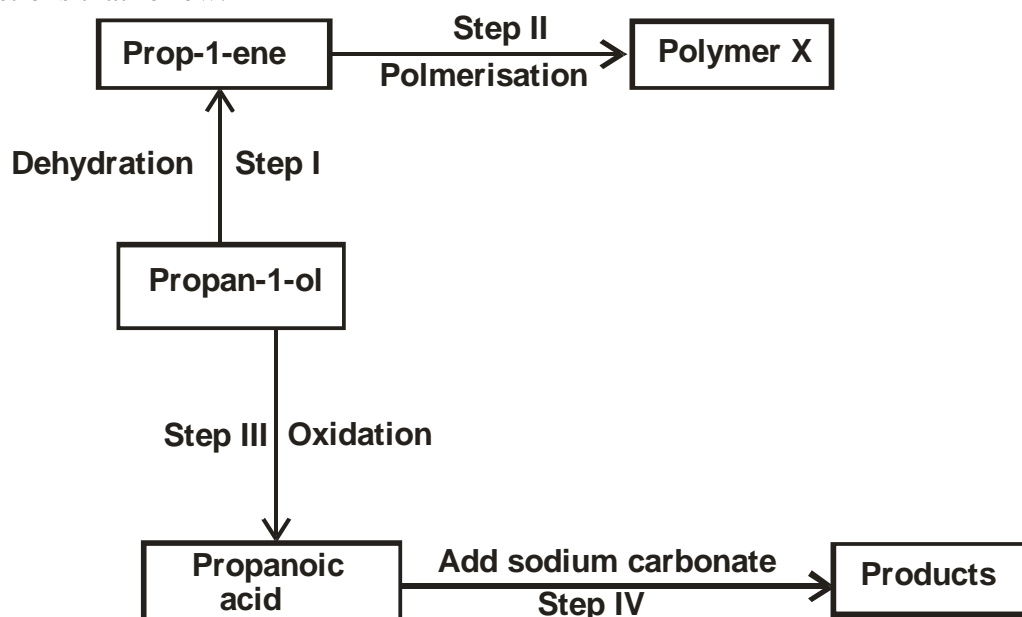 Step II
Prop-1-ene
Polymer X
Polmerisation
Dehydration Step I
Propan-1-ol
Step III Oxidation
Propanoic
acid
Add sodium carbonate
Products
Step IV